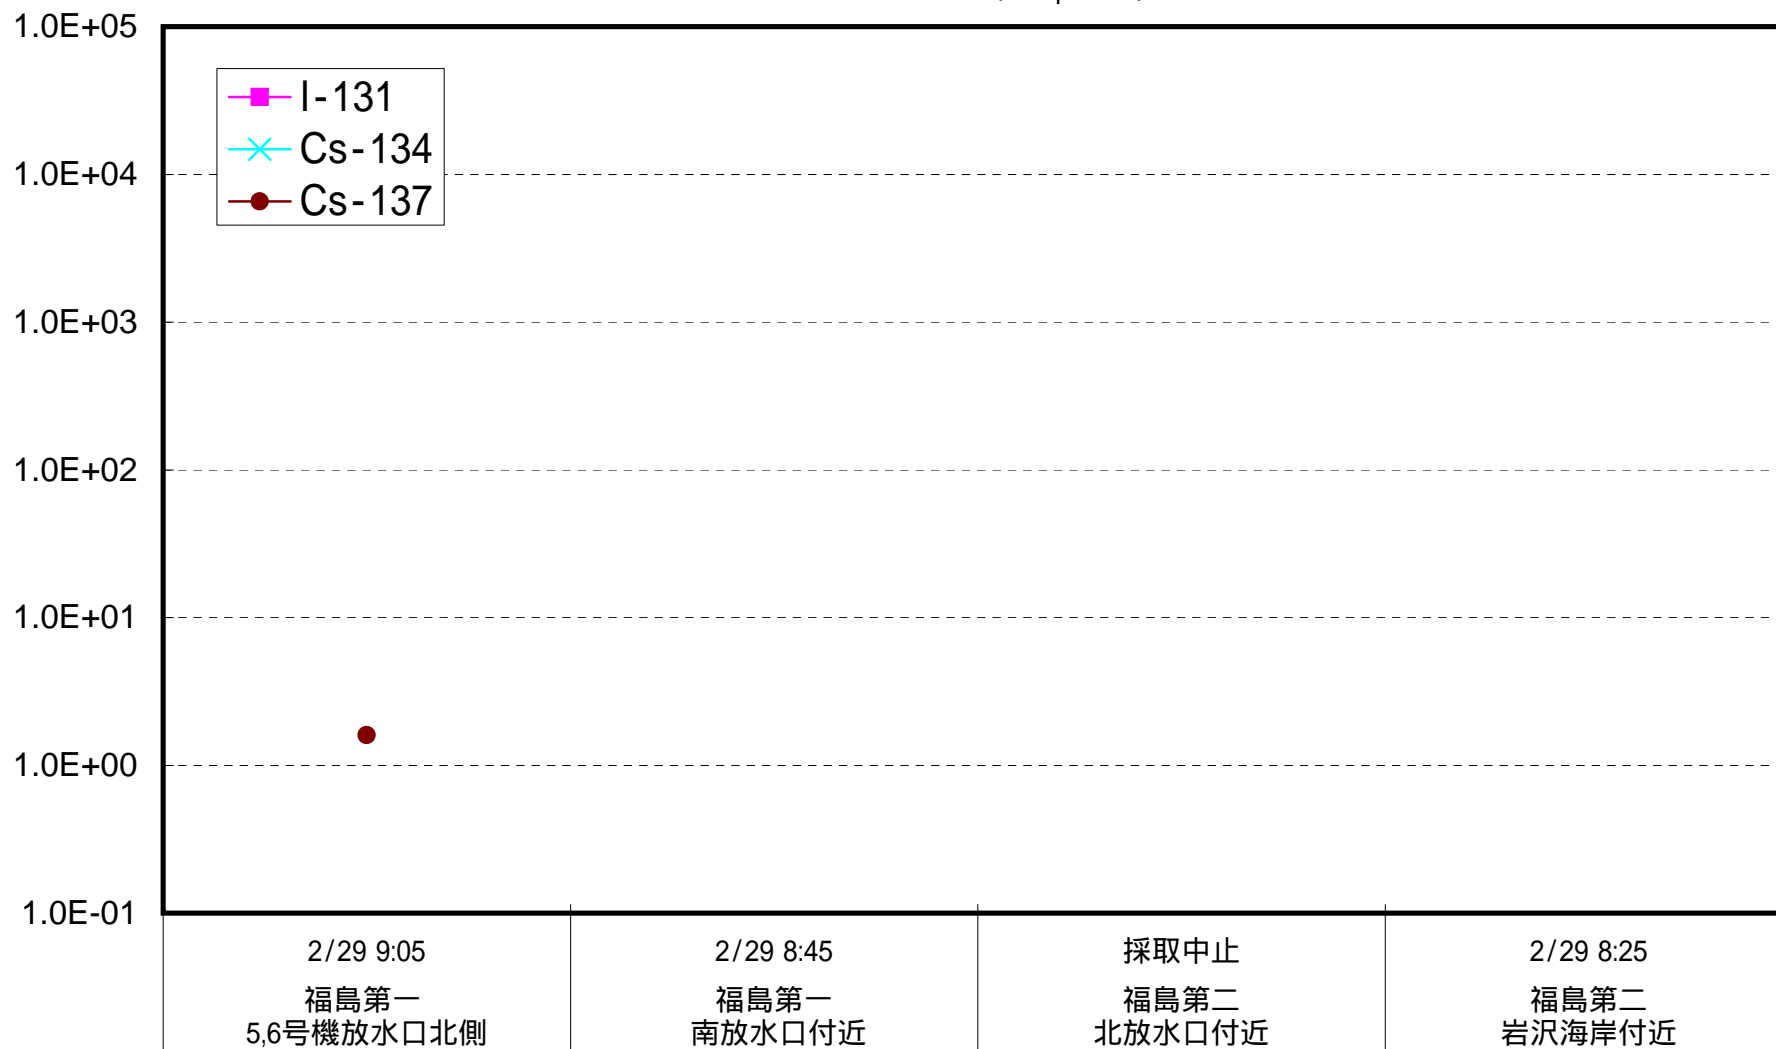 1.0E+05
1.0E+04
1.0E+03
1.0E+02
1.0E+01
1.0E+00
1.0E-01
I-131
Cs-134
Cs-137
2/29 9:05
福島第一
5,6号機放水口北側
2/29 8:45
福島第一
南放水口付近
採取中止
福島第二
北放水口付近
2/29 8:25
福島第二
岩沢海岸付近